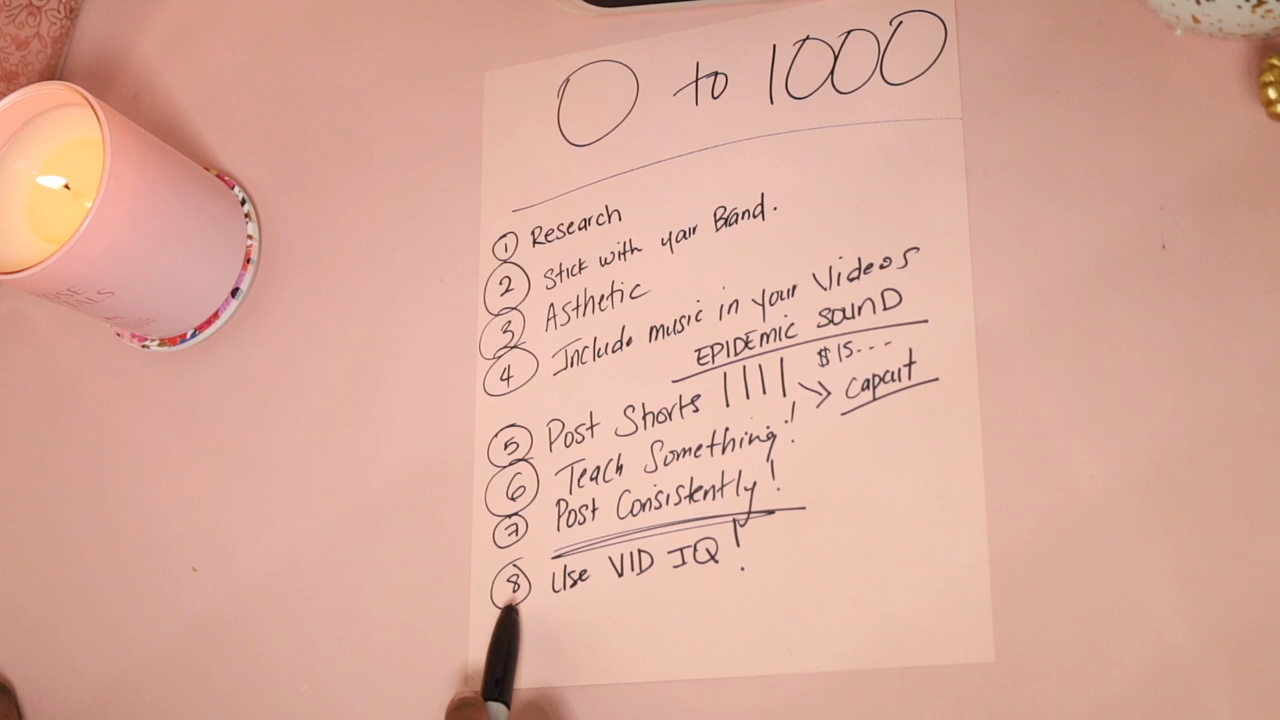 0 to 1000
1 Research
2 Stick with your Brand.
3 Asthetic
4 Include music in your Videos
EPIDEMIC SOUND
$15---
5 Post Shorts |||| → capcut
6 Teach Something!
7 Post Consistently!
8 Use VID IQ!